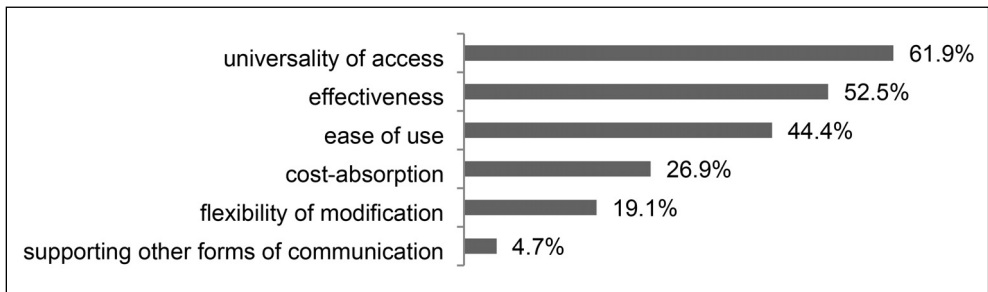 universality of access 61.9%
effectiveness 52.5%
ease of use 44.4%
cost-absorption 26.9%
flexibility of modification 19.1%
supporting other forms of communication 4.7%